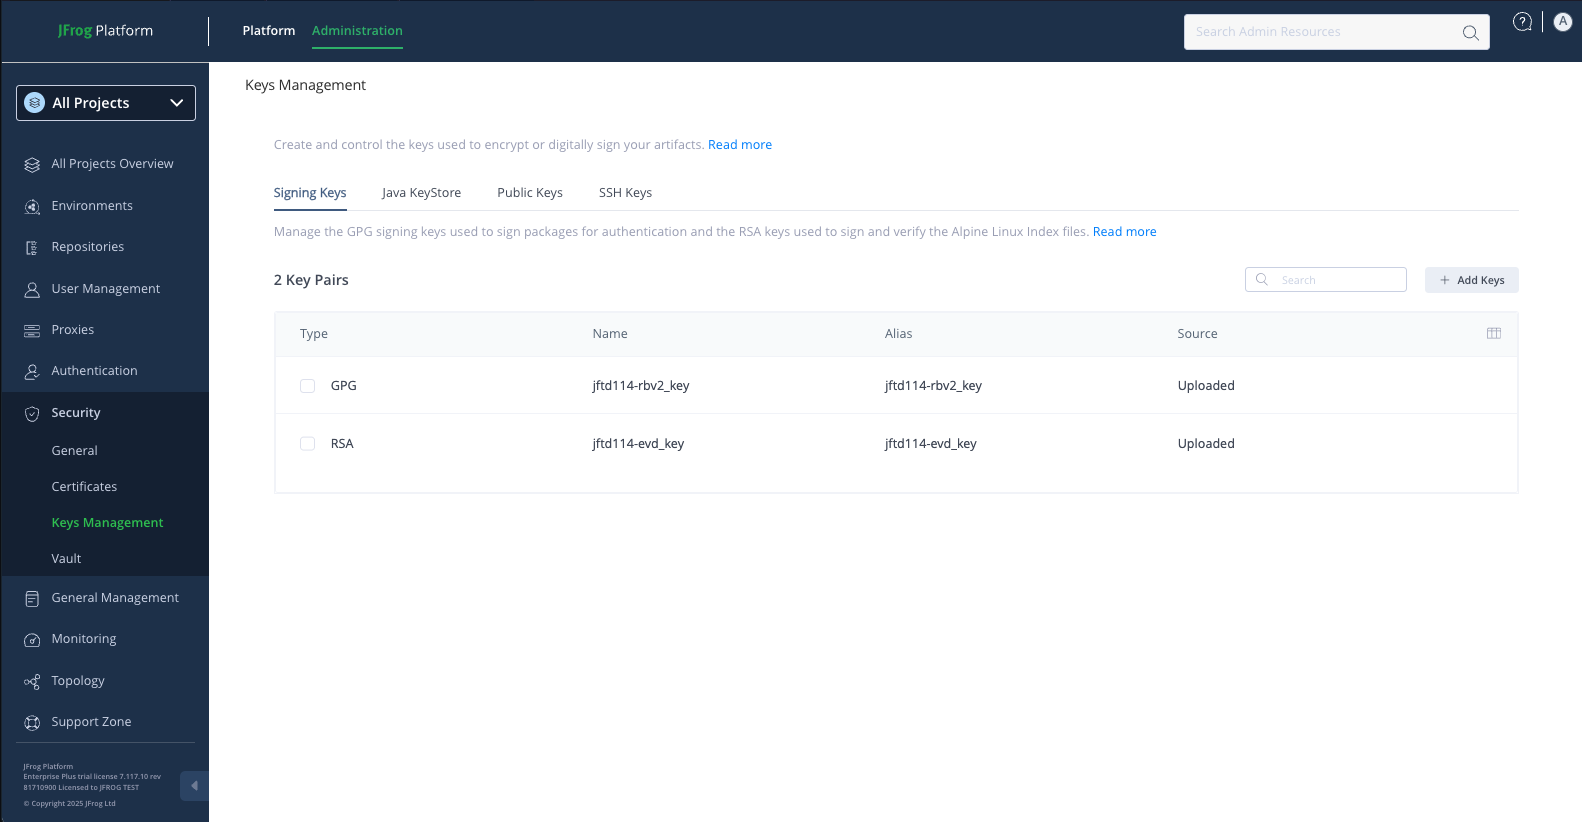 JFrog Platform
Platform
Administration
Search Admin Resources
?
A
All Projects
All Projects Overview
Environments
Repositories
User Management
Proxies
Authentication
Security
General
Certificates
Keys Management
Vault
General Management
Monitoring
Topology
Support Zone
JFrog Platform
Enterprise Plus trial license 7.117.10 rev
81710900 Licensed to JFROG TEST
© Copyright 2025 JFrog Ltd
Keys Management
Create and control the keys used to encrypt or digitally sign your artifacts. Read more
Signing Keys
Java KeyStore
Public Keys
SSH Keys
Manage the GPG signing keys used to sign packages for authentication and the RSA keys used to sign and verify the Alpine Linux Index files. Read more
2 Key Pairs
Search
+ Add Keys
Type Name Alias Source
GPG jftd114-rbv2_key jftd114-rbv2_key Uploaded
RSA jftd114-evd_key jftd114-evd_key Uploaded